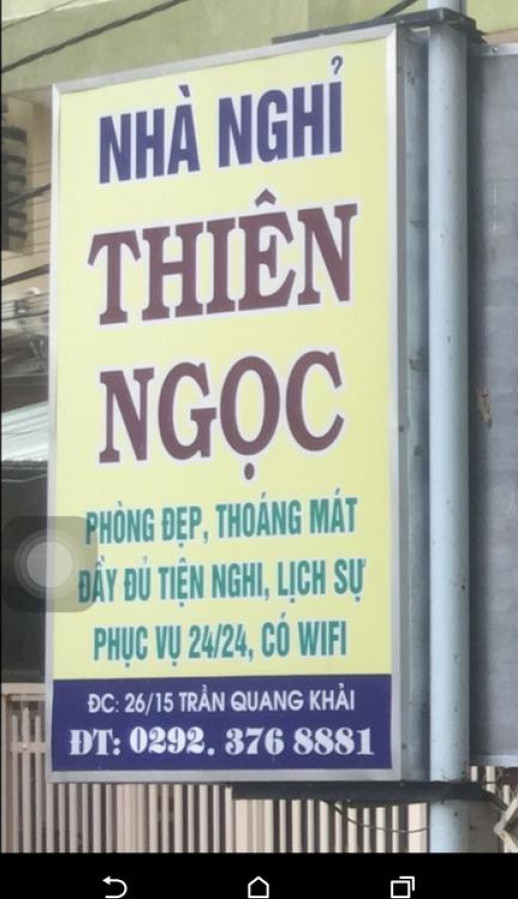 NHÀ NGHỈ
THIÊN
NGỌC
PHÒNG ĐẸP, THOÁNG MÁT
ĐẦY ĐỦ TIỆN NGHI, LỊCH SỰ
PHỤC VỤ 24/24, CÓ WIFI
ĐC: 26/15 TRẦN QUANG KHẢI
ĐT: 0292. 376 8881